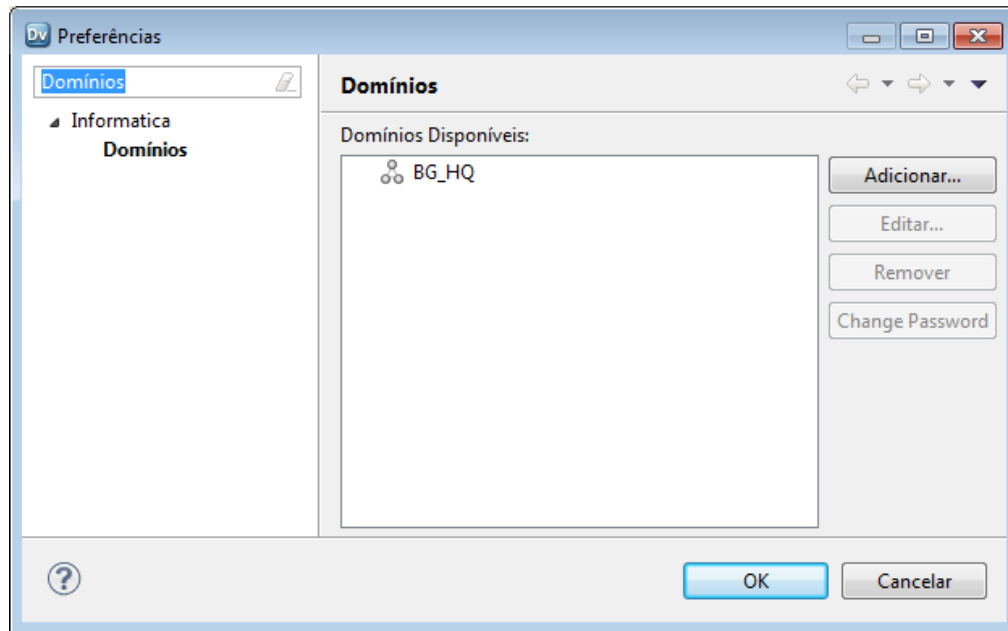 Dv Preferências
Domínios
Informatica
Domínios
Domínios
Domínios Disponíveis:
BG_HQ
Adicionar...
Editar...
Remover
Change Password
?
OK
Cancelar